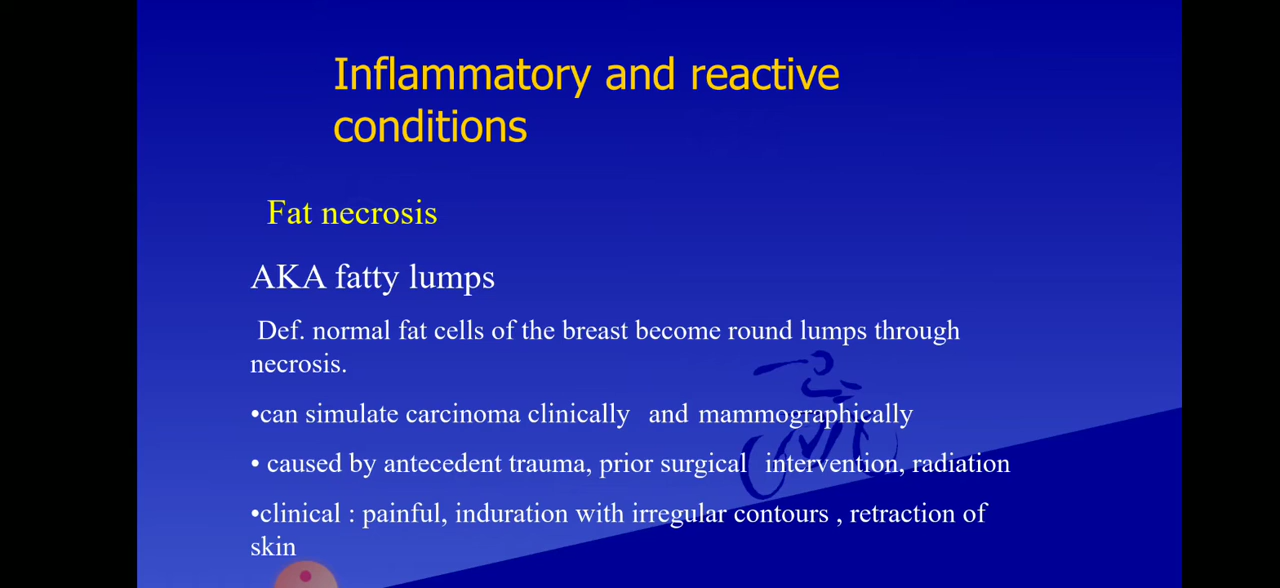 Inflammatory and reactive
conditions
Fat necrosis
AKA fatty lumps
Def. normal fat cells of the breast become round lumps through
necrosis.
•can simulate carcinoma clinically and mammographically
• caused by antecedent trauma, prior surgical intervention, radiation
•clinical : painful, induration with irregular contours , retraction of
skin